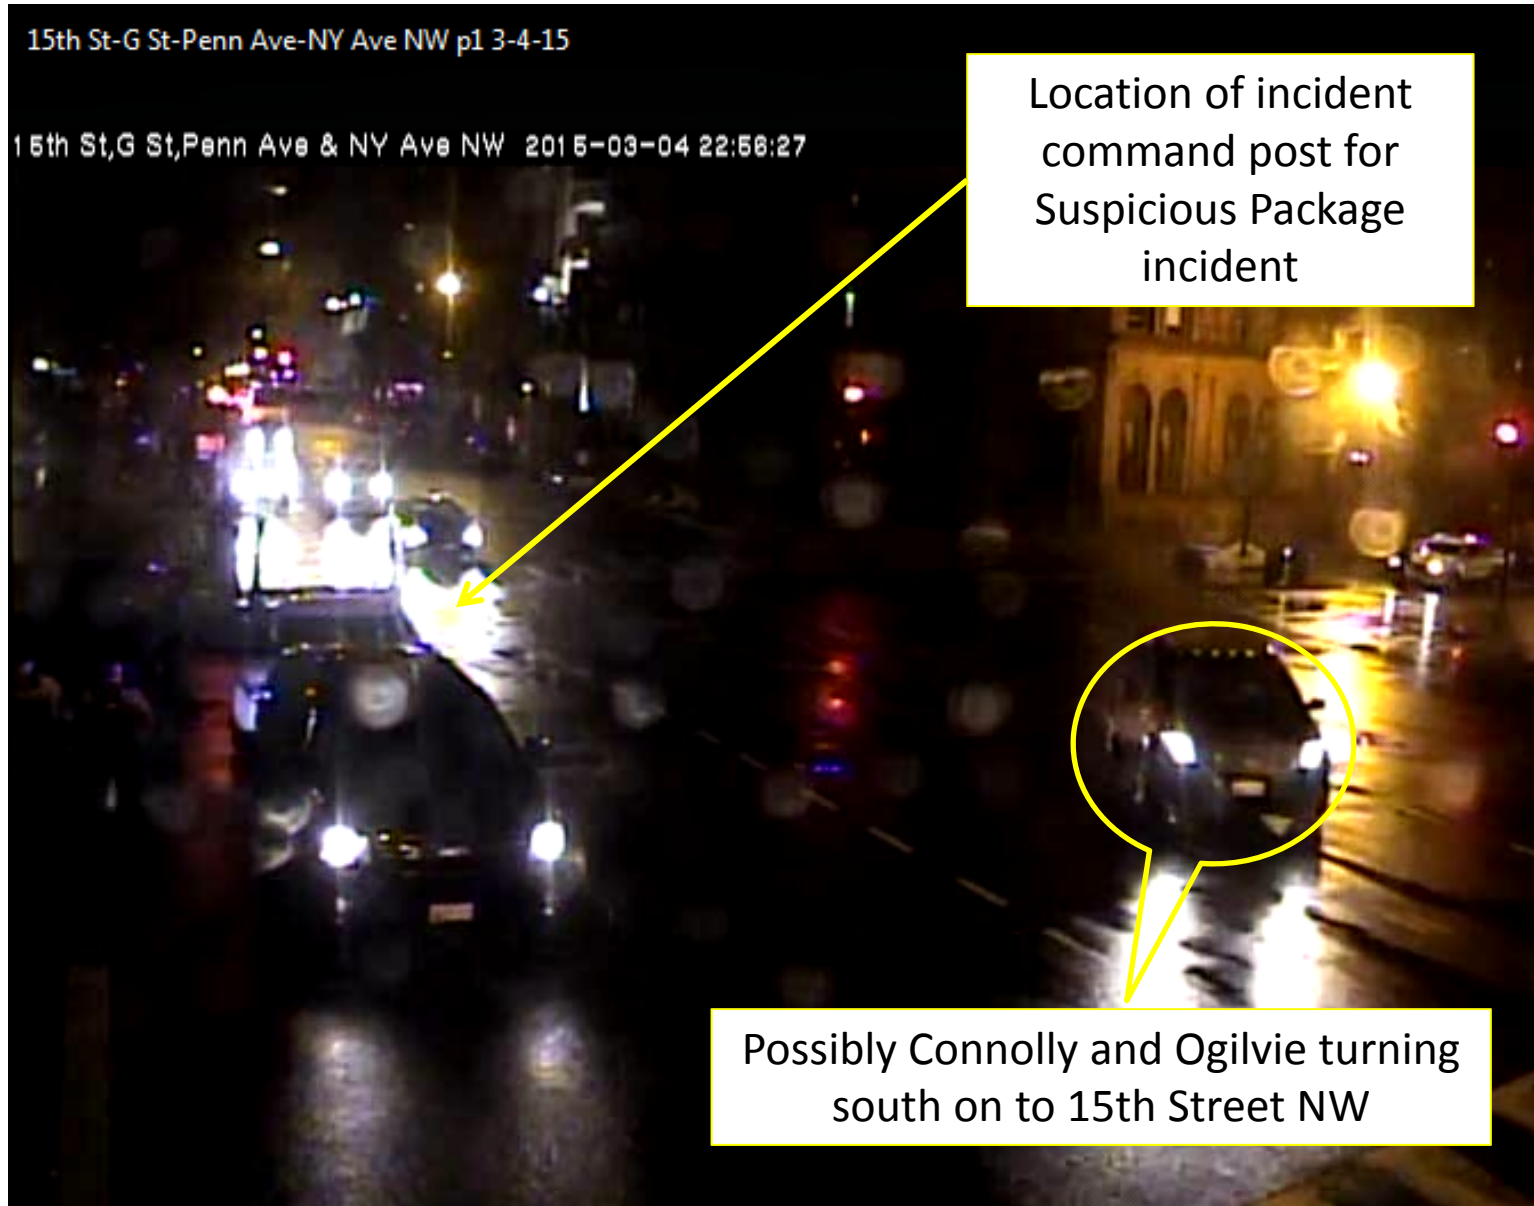 15th St-G St-Penn Ave-NY Ave NW p1 3-4-15
15th St,G St,Penn Ave & NY Ave NW 2015-03-04 22:56:27
Location of incident
command post for
Suspicious Package
incident
Possibly Connolly and Ogilvie turning
south on to 15th Street NW